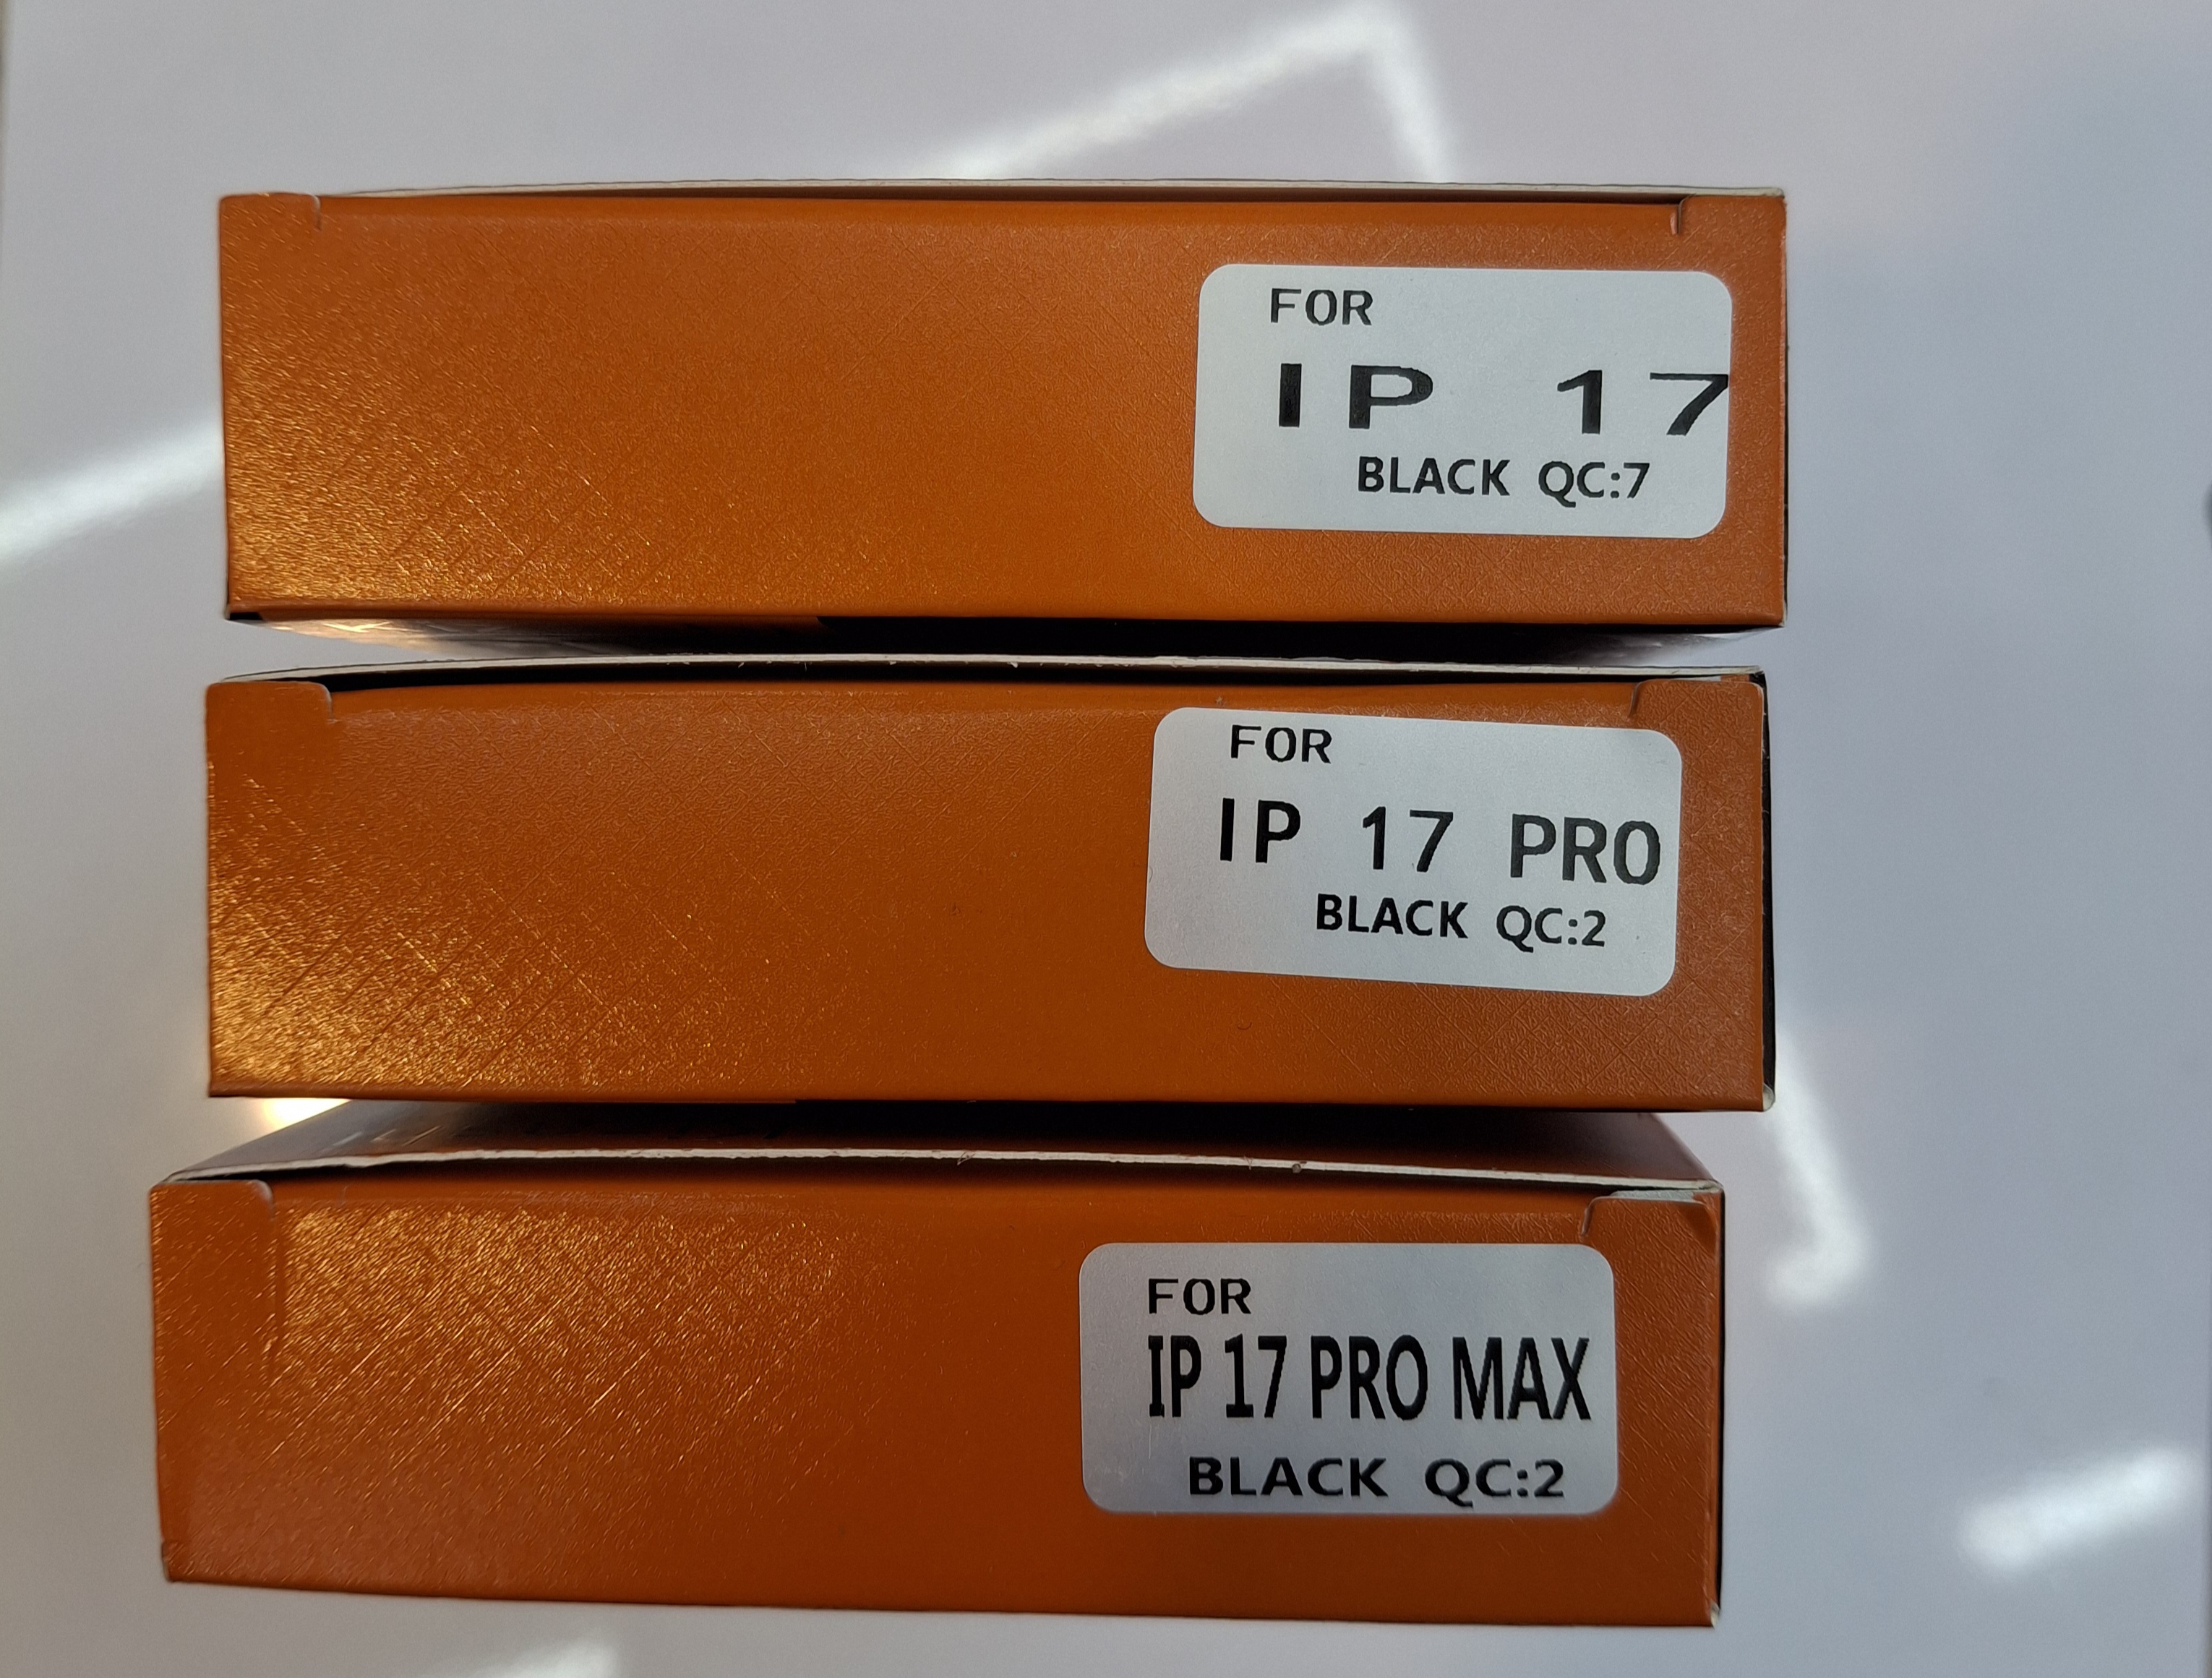 FOR
IP 17
BLACK QC:7
FOR
IP 17 PRO
BLACK QC:2
FOR
IP 17 PRO MAX
BLACK QC:2